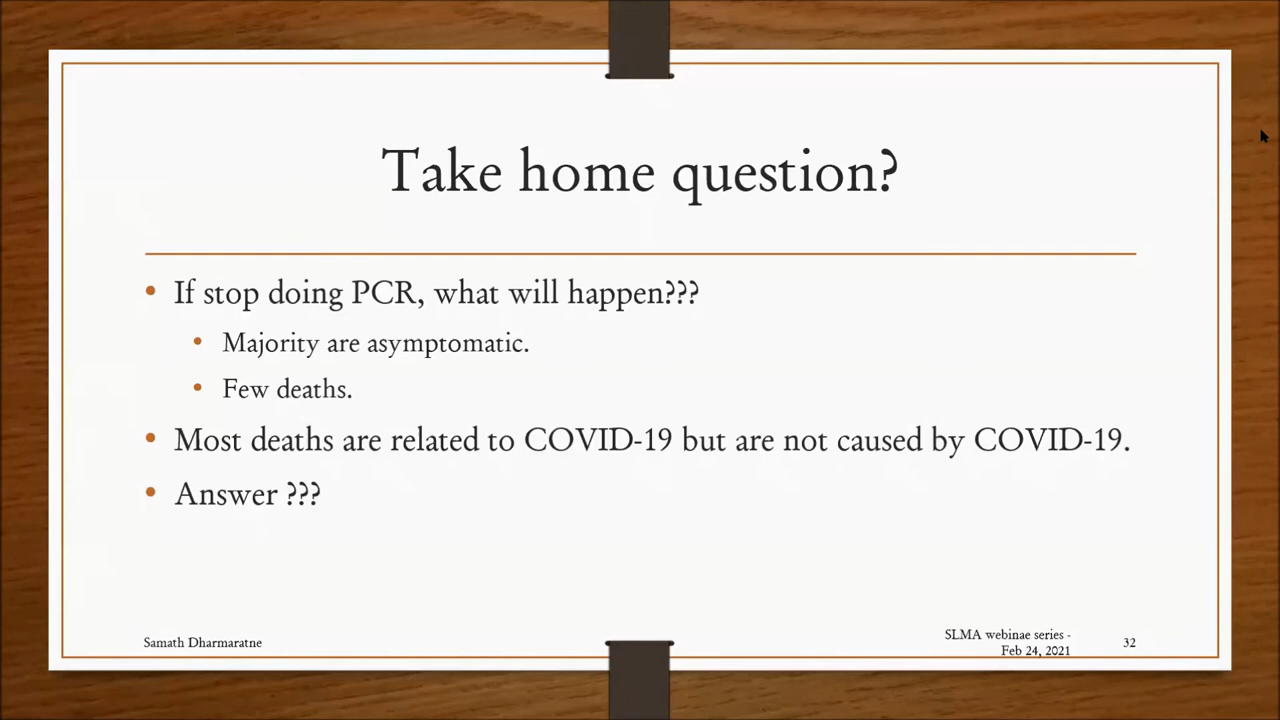 Take home question?
• If stop doing PCR, what will happen???
• Majority are asymptomatic.
• Few deaths.
• Most deaths are related to COVID-19 but are not caused by COVID-19.
• Answer ???
Samath Dharmaratne
SLMA webinae series -
Feb 24, 2021
32